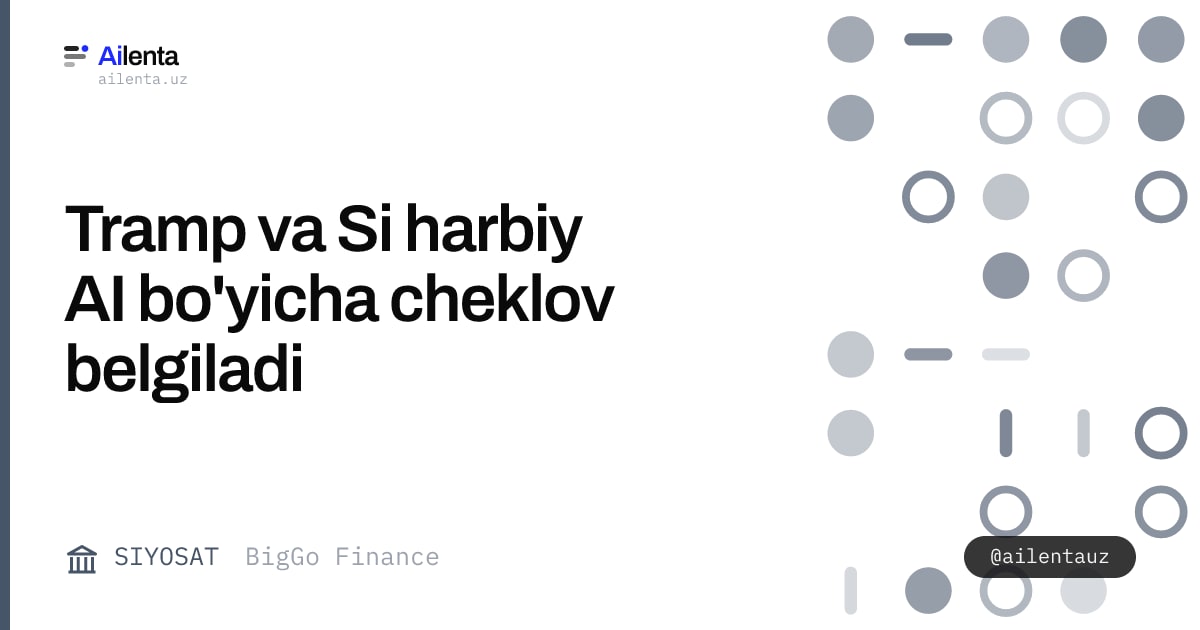 Ailenta
ailenta.uz
Tramp va Si harbiy
AI bo'yicha cheklov
belgiladi
SIYOSAT BigGo Finance
@ailentauz